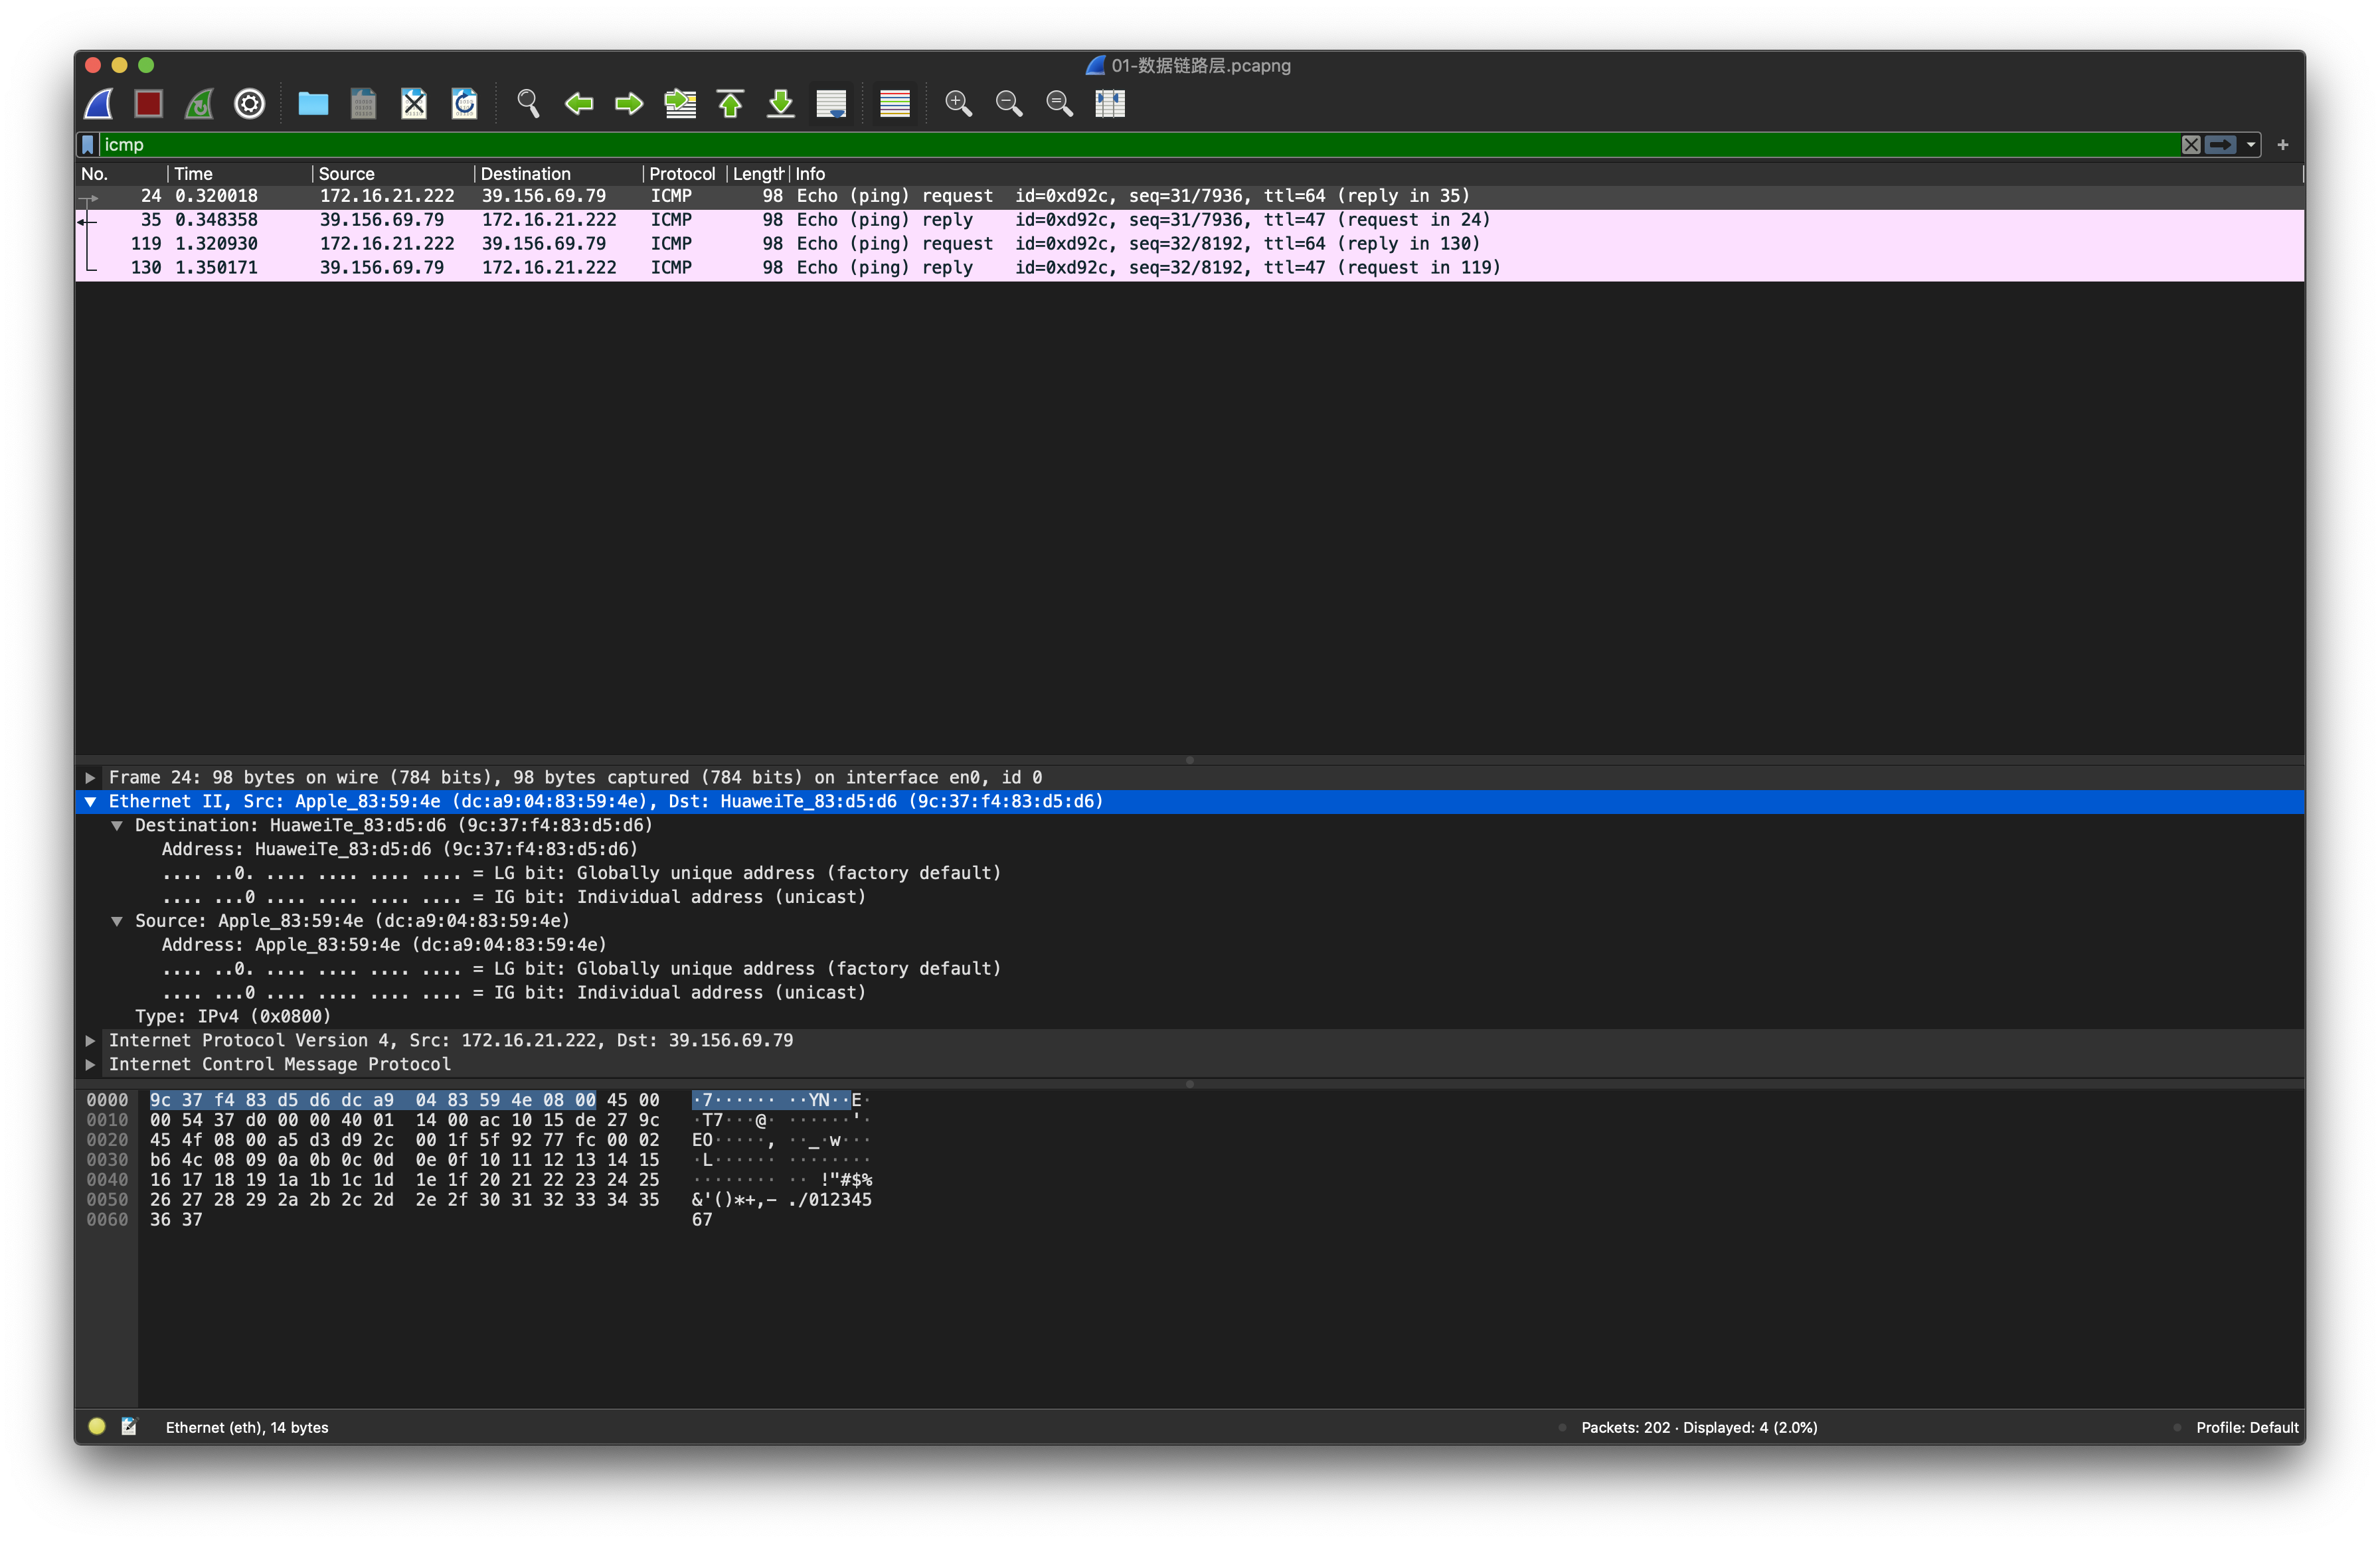 01-数据链路层.pcapng
icmp
No. Time Source Destination Protocol Length Info
24 0.320018 172.16.21.222 39.156.69.79 ICMP 98 Echo (ping) request id=0xd92c, seq=31/7936, ttl=64 (reply in 35)
35 0.348358 39.156.69.79 172.16.21.222 ICMP 98 Echo (ping) reply id=0xd92c, seq=31/7936, ttl=47 (request in 24)
119 1.320930 172.16.21.222 39.156.69.79 ICMP 98 Echo (ping) request id=0xd92c, seq=32/8192, ttl=64 (reply in 130)
130 1.350171 39.156.69.79 172.16.21.222 ICMP 98 Echo (ping) reply id=0xd92c, seq=32/8192, ttl=47 (request in 119)
Frame 24: 98 bytes on wire (784 bits), 98 bytes captured (784 bits) on interface en0, id 0
Ethernet II, Src: Apple_83:59:4e (dc:a9:04:83:59:4e), Dst: HuaweiTe_83:d5:d6 (9c:37:f4:83:d5:d6)
Destination: HuaweiTe_83:d5:d6 (9c:37:f4:83:d5:d6)
Address: HuaweiTe_83:d5:d6 (9c:37:f4:83:d5:d6)
.... ..0. .... .... .... .... = LG bit: Globally unique address (factory default)
.... ...0 .... .... .... .... = IG bit: Individual address (unicast)
Source: Apple_83:59:4e (dc:a9:04:83:59:4e)
Address: Apple_83:59:4e (dc:a9:04:83:59:4e)
.... ..0. .... .... .... .... = LG bit: Globally unique address (factory default)
.... ...0 .... .... .... .... = IG bit: Individual address (unicast)
Type: IPv4 (0x0800)
Internet Protocol Version 4, Src: 172.16.21.222, Dst: 39.156.69.79
Internet Control Message Protocol
0000 9c 37 f4 83 d5 d6 dc a9 04 83 59 4e 08 00 45 00 ·7······ ··YN··E·
0010 00 54 37 d0 00 00 40 01 14 00 ac 10 15 de 27 9c ·T7···@· ······'·
0020 45 4f 08 00 a5 d3 d9 2c 00 1f 5f 92 77 fc 00 02 EO·····, ··_·w···
0030 b6 4c 08 09 0a 0b 0c 0d 0e 0f 10 11 12 13 14 15 ·L······ ········
0040 16 17 18 19 1a 1b 1c 1d 1e 1f 20 21 22 23 24 25 ········ ·· !"#$%
0050 26 27 28 29 2a 2b 2c 2d 2e 2f 30 31 32 33 34 35 &'()*+,- ./012345
0060 36 37 67
Ethernet (eth), 14 bytes Packets: 202 · Displayed: 4 (2.0%) Profile: Default